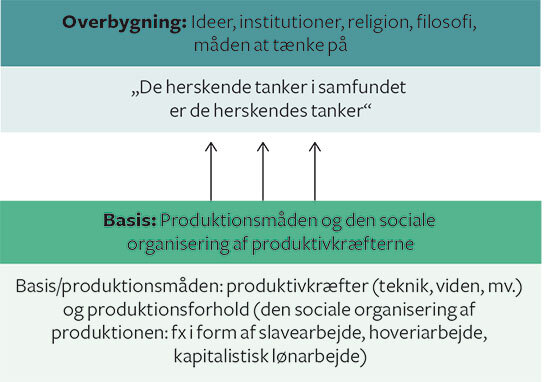 Overbygning: Ideer, institutioner, religion, filosofi,
måden at tænke på
„De herskende tanker i samfundet
er de herskendes tanker“
Basis: Produktionsmåden og den sociale
organisering af produktivkræfterne
Basis/produktionsmåden: produktivkræfter (teknik, viden, mv.)
og produktionsforhold (den sociale organisering af
produktionen: fx i form af slavearbejde, hoveriarbejde,
kapitalistisk lønarbejde)